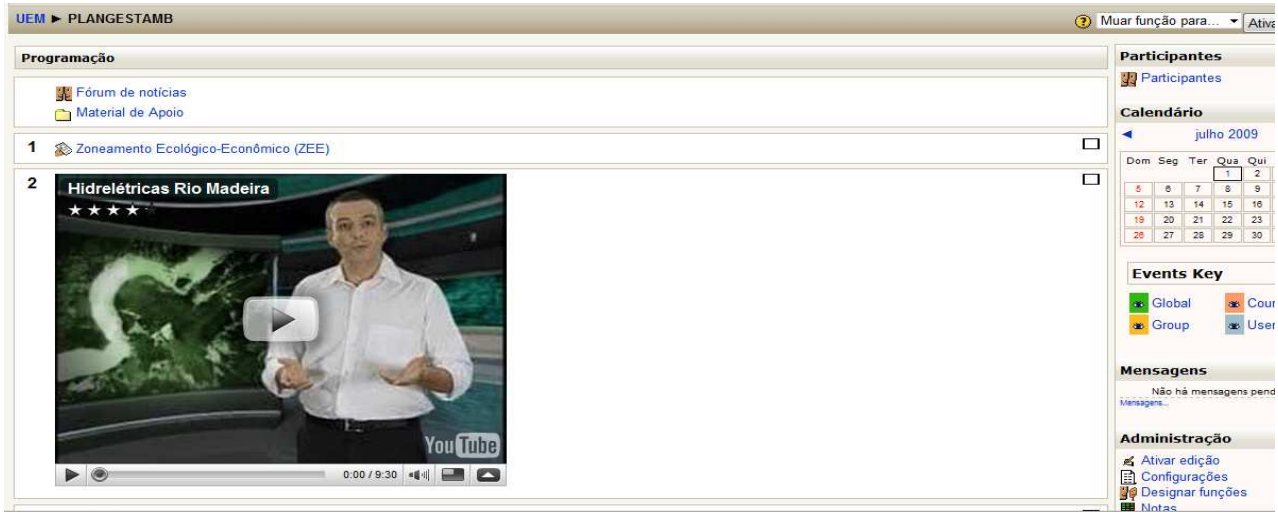 UEM ► PLANGESTAMB
Muar função para...
Programação
Fórum de notícias
Material de Apoio
1 Zoneamento Ecológico-Econômico (ZEE)
2
Hidrelétricas Rio Madeira
YouTube
0:00 / 9:30
Participantes
Participantes
Calendário
◄ julho 2009
Dom Seg Ter Qua Qui
1 2
5 6 7 8 9
12 13 14 15 16
19 20 21 22 23
26 27 28 29 30
Events Key
Global
Group
Mensagens
Não há mensagens
Mensagens...
Administração
Ativar edição
Configurações
Designar funções
Notas